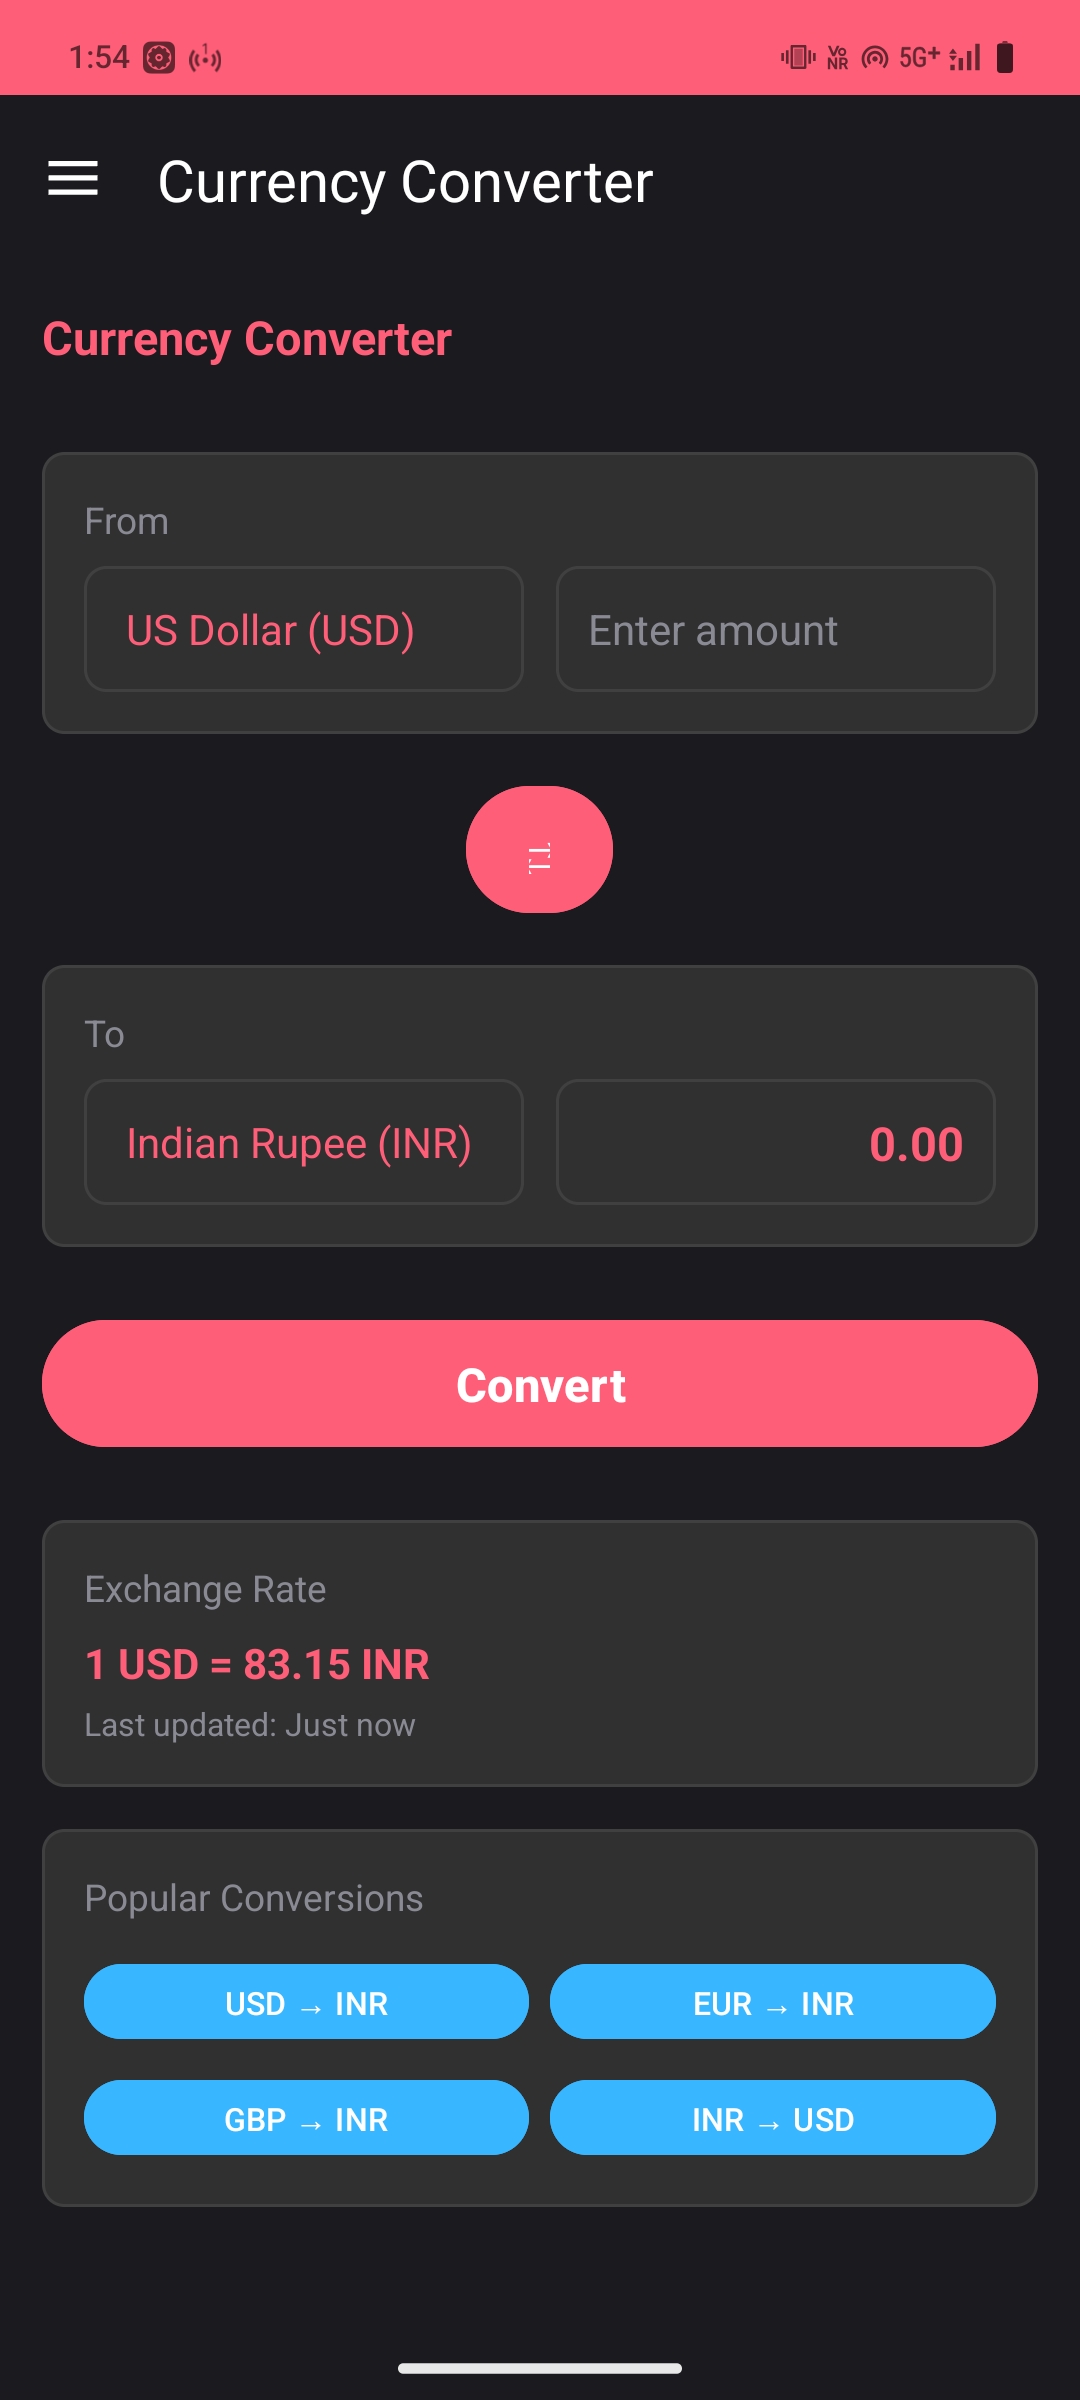 1:54 1 Vo NR 5G+
Currency Converter
Currency Converter
From
US Dollar (USD) Enter amount
To
Indian Rupee (INR) 0.00
Convert
Exchange Rate
1 USD = 83.15 INR
Last updated: Just now
Popular Conversions
USD → INR EUR → INR
GBP → INR INR → USD